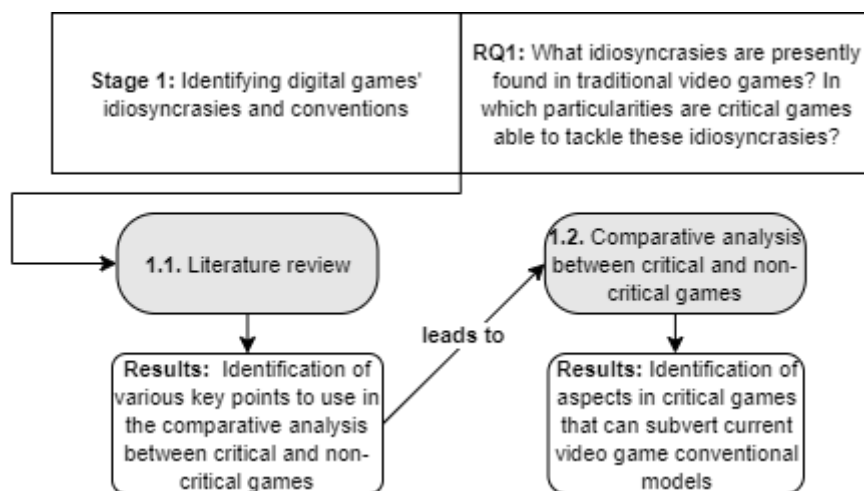 Stage 1: Identifying digital games'
idiosyncrasies and conventions
RQ1: What idiosyncrasies are presently
found in traditional video games? In
which particularities are critical games
able to tackle these idiosyncrasies?
1.1. Literature review
1.2. Comparative analysis
between critical and non-
critical games
leads to
Results:  Identification of
various key points to use in
the comparative analysis
between critical and non-
critical games
Results: Identification of
aspects in critical games
that can subvert current
video game conventional
models